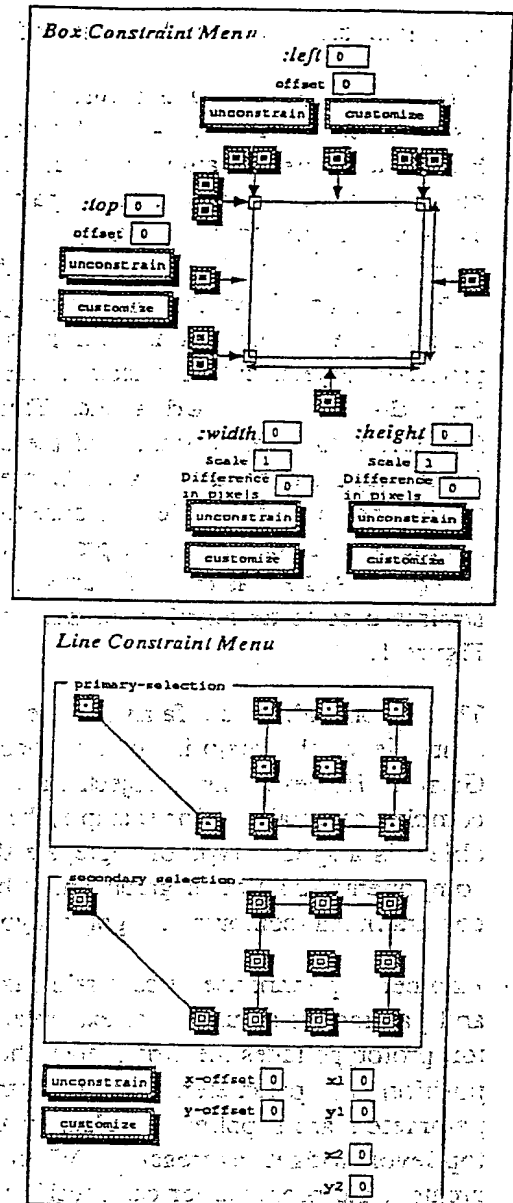 Box Constraint Menu
:left 0
offset 0
unconstrain customize
:top 0
offset 0
unconstrain
customize
:width 0 :height 0
Scale 1 Scale 1
Difference in pixels 0 Difference in pixels 0
unconstrain unconstrain
customize customize
Line Constraint Menu
primary-selection
secondary selection
unconstrain x-offset 0 x1 0
customize y-offset 0 y1 0
x2 0
y2 0